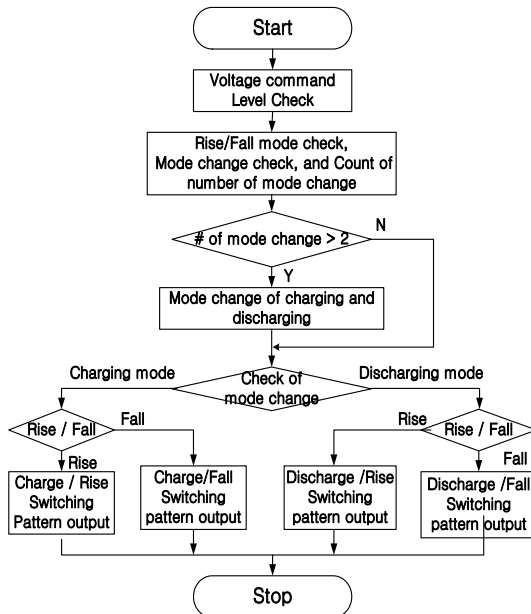 Start
Voltage command
Level Check
Rise/Fall mode check,
Mode change check, and Count of
number of mode change
# of mode change > 2
N
Y
Mode change of charging and
discharging
Charging mode
Check of
mode change
Discharging mode
Rise / Fall
Fall
Rise
Rise
Rise / Fall
Fall
Charge / Rise
Switching
Pattern output
Charge/Fall
Switching
pattern output
Discharge /Rise
Switching
pattern output
Discharge /Fall
Switching
pattern output
Stop